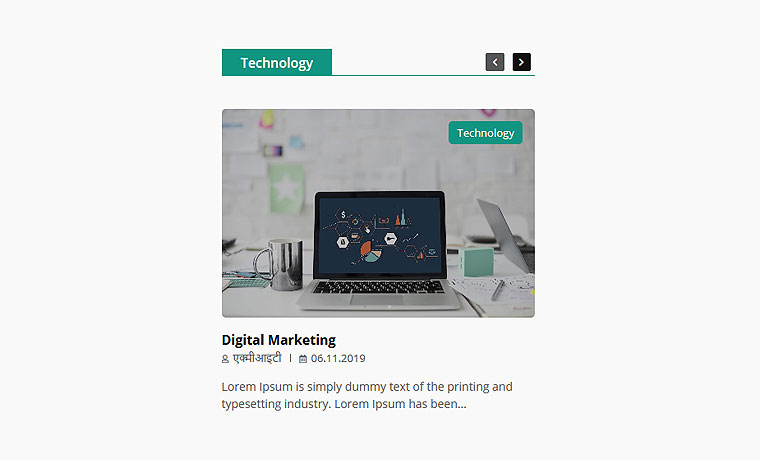 Technology
Technology
Digital Marketing
एक्मीआइटी | 06.11.2019
Lorem Ipsum is simply dummy text of the printing and
typesetting industry. Lorem Ipsum has been...